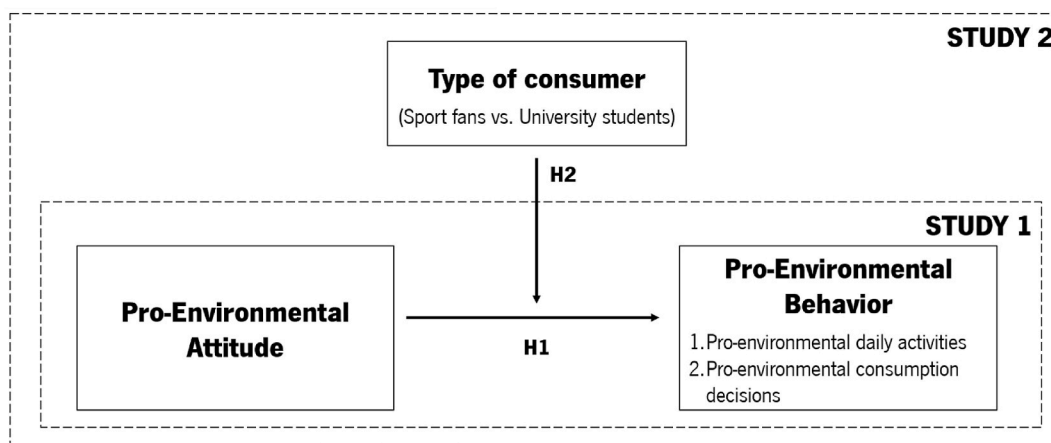 STUDY 2
Type of consumer
(Sport fans vs. University students)
H2
STUDY 1
Pro-Environmental
Attitude
H1
Pro-Environmental
Behavior
1.Pro-environmental daily activities
2.Pro-environmental consumption
decisions